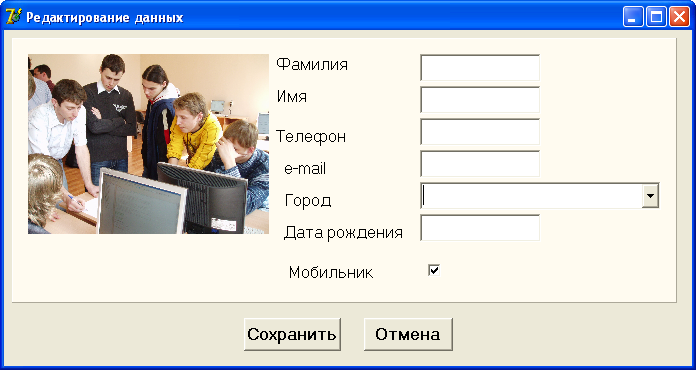 Редактирование данных
Фамилия
Имя
Телефон
e-mail
Город
Дата рождения
Мобильник
Сохранить Отмена